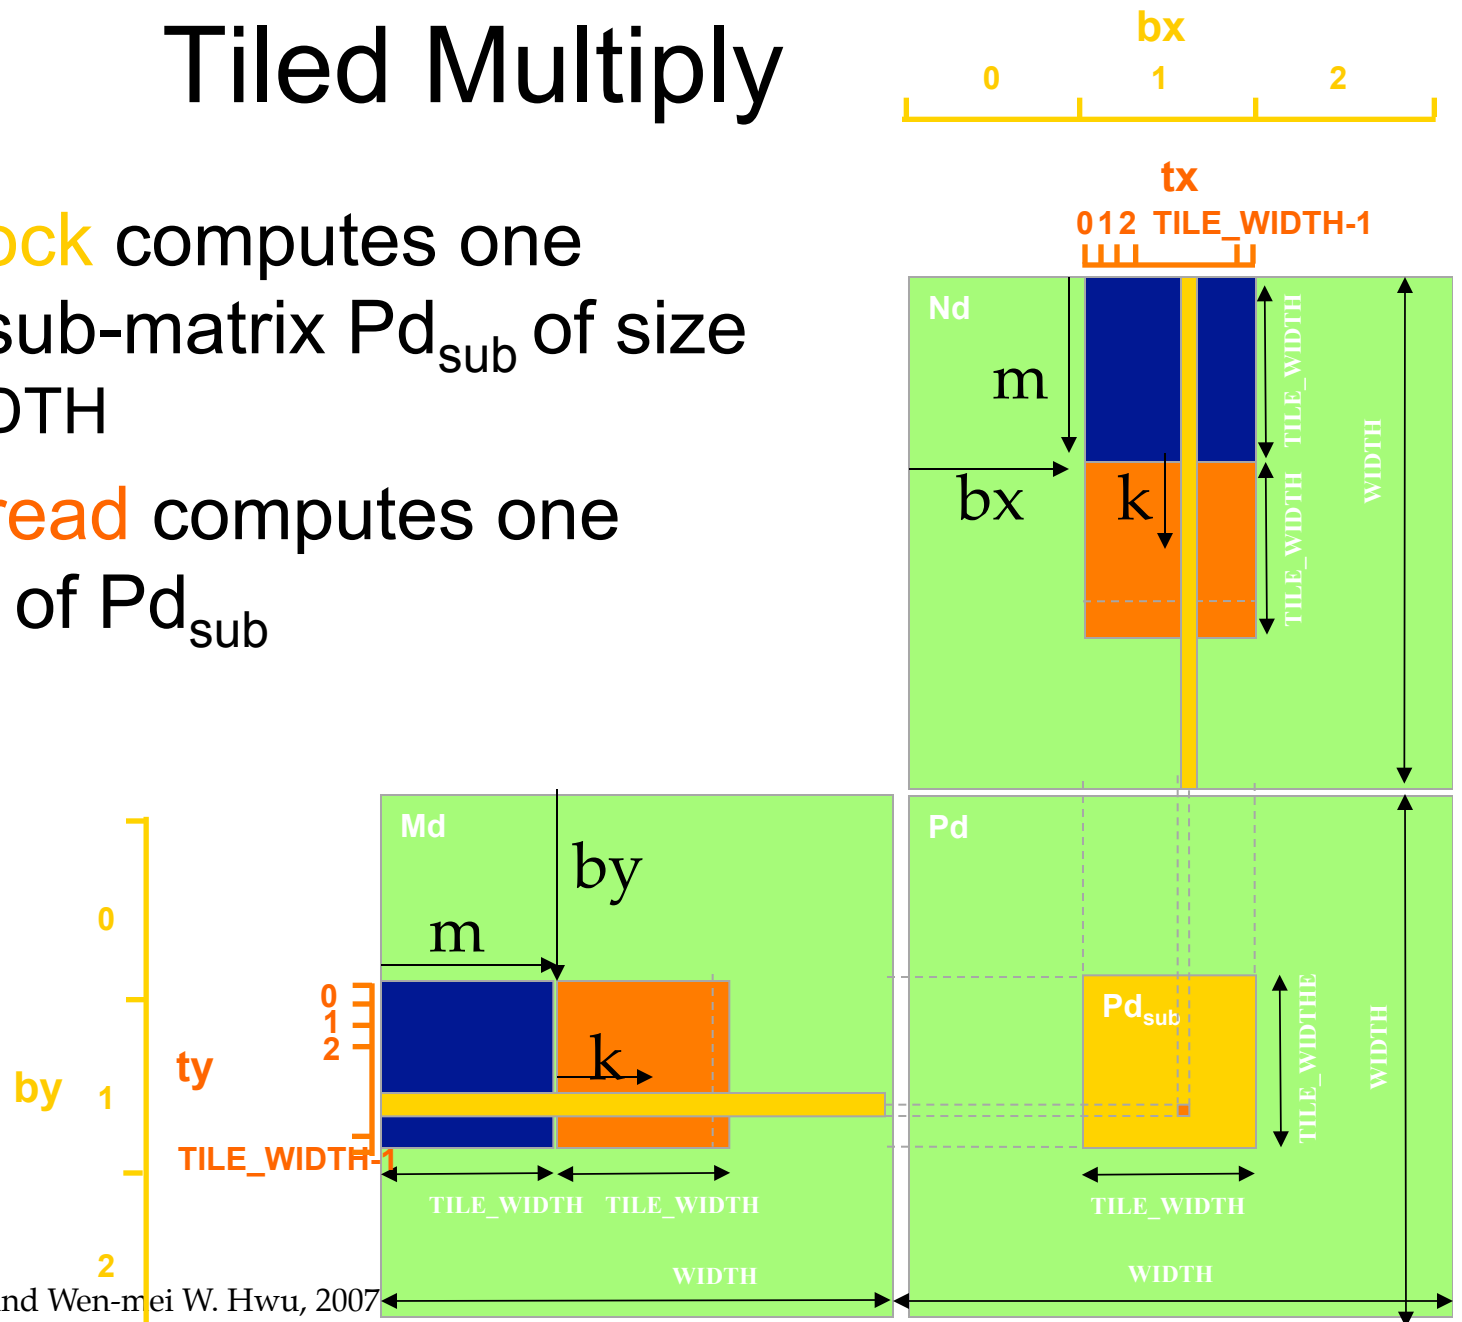 Tiled Multiply
ock computes one
sub-matrix Pdsub of size
DTH
read computes one
of Pdsub
bx
0 1 2
tx
0 1 2 TILE_WIDTH-1
Nd
m
bx
k
TILE_WIDTH
TILE_WIDTH
WIDTH
Md
by
m
k
0
1
2
by
ty
0
1
2
TILE_WIDTH-1
TILE_WIDTH TILE_WIDTH
WIDTH
Pd
Pdsub
TILE_WIDTHE
WIDTH
TILE_WIDTH
WIDTH
nd Wen-mei W. Hwu, 2007